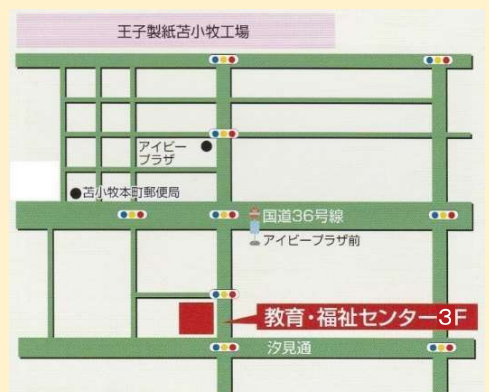 王子製紙苫小牧工場
アイビー
プラザ
苫小牧本町郵便局
国道36号線
アイビープラザ前
教育・福祉センター3F
汐見通